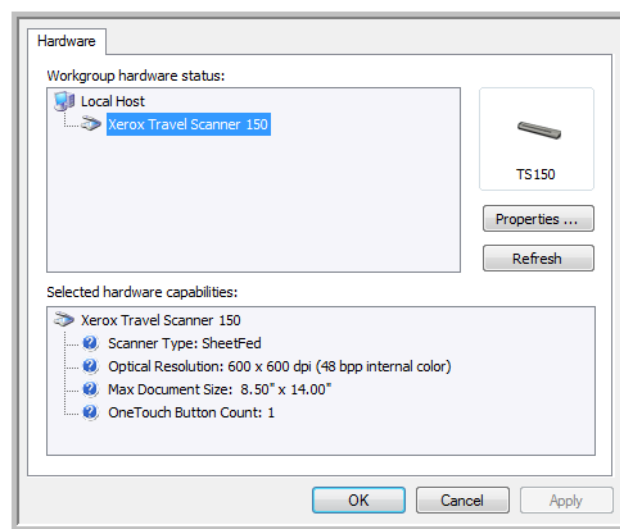 Hardware
Workgroup hardware status:
Local Host
Xerox Travel Scanner 150
TS150
Properties ...
Refresh
Selected hardware capabilities:
Xerox Travel Scanner 150
Scanner Type: SheetFed
Optical Resolution: 600 x 600 dpi (48 bpp internal color)
Max Document Size:  8.50" x 14.00"
OneTouch Button Count: 1
OK Cancel Apply